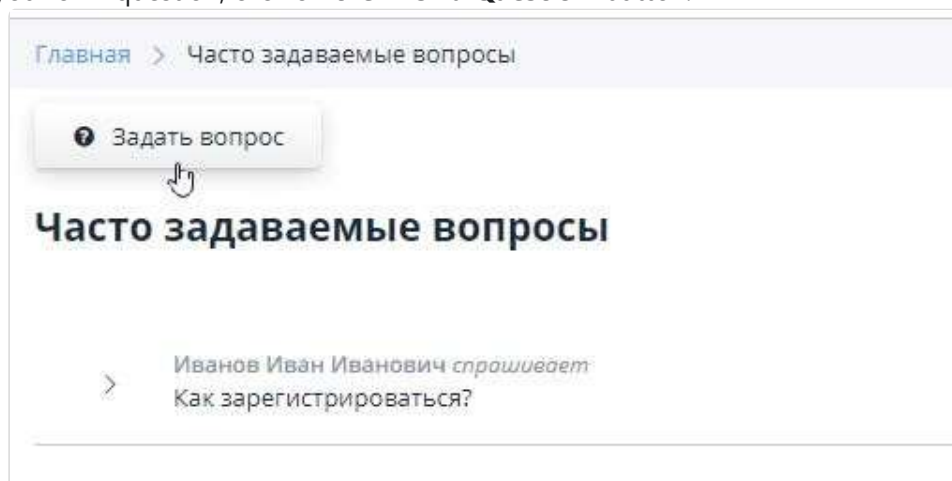 Главная > Часто задаваемые вопросы
Задать вопрос
Часто задаваемые вопросы
Иванов Иван Иванович спрашивает
Как зарегистрироваться?